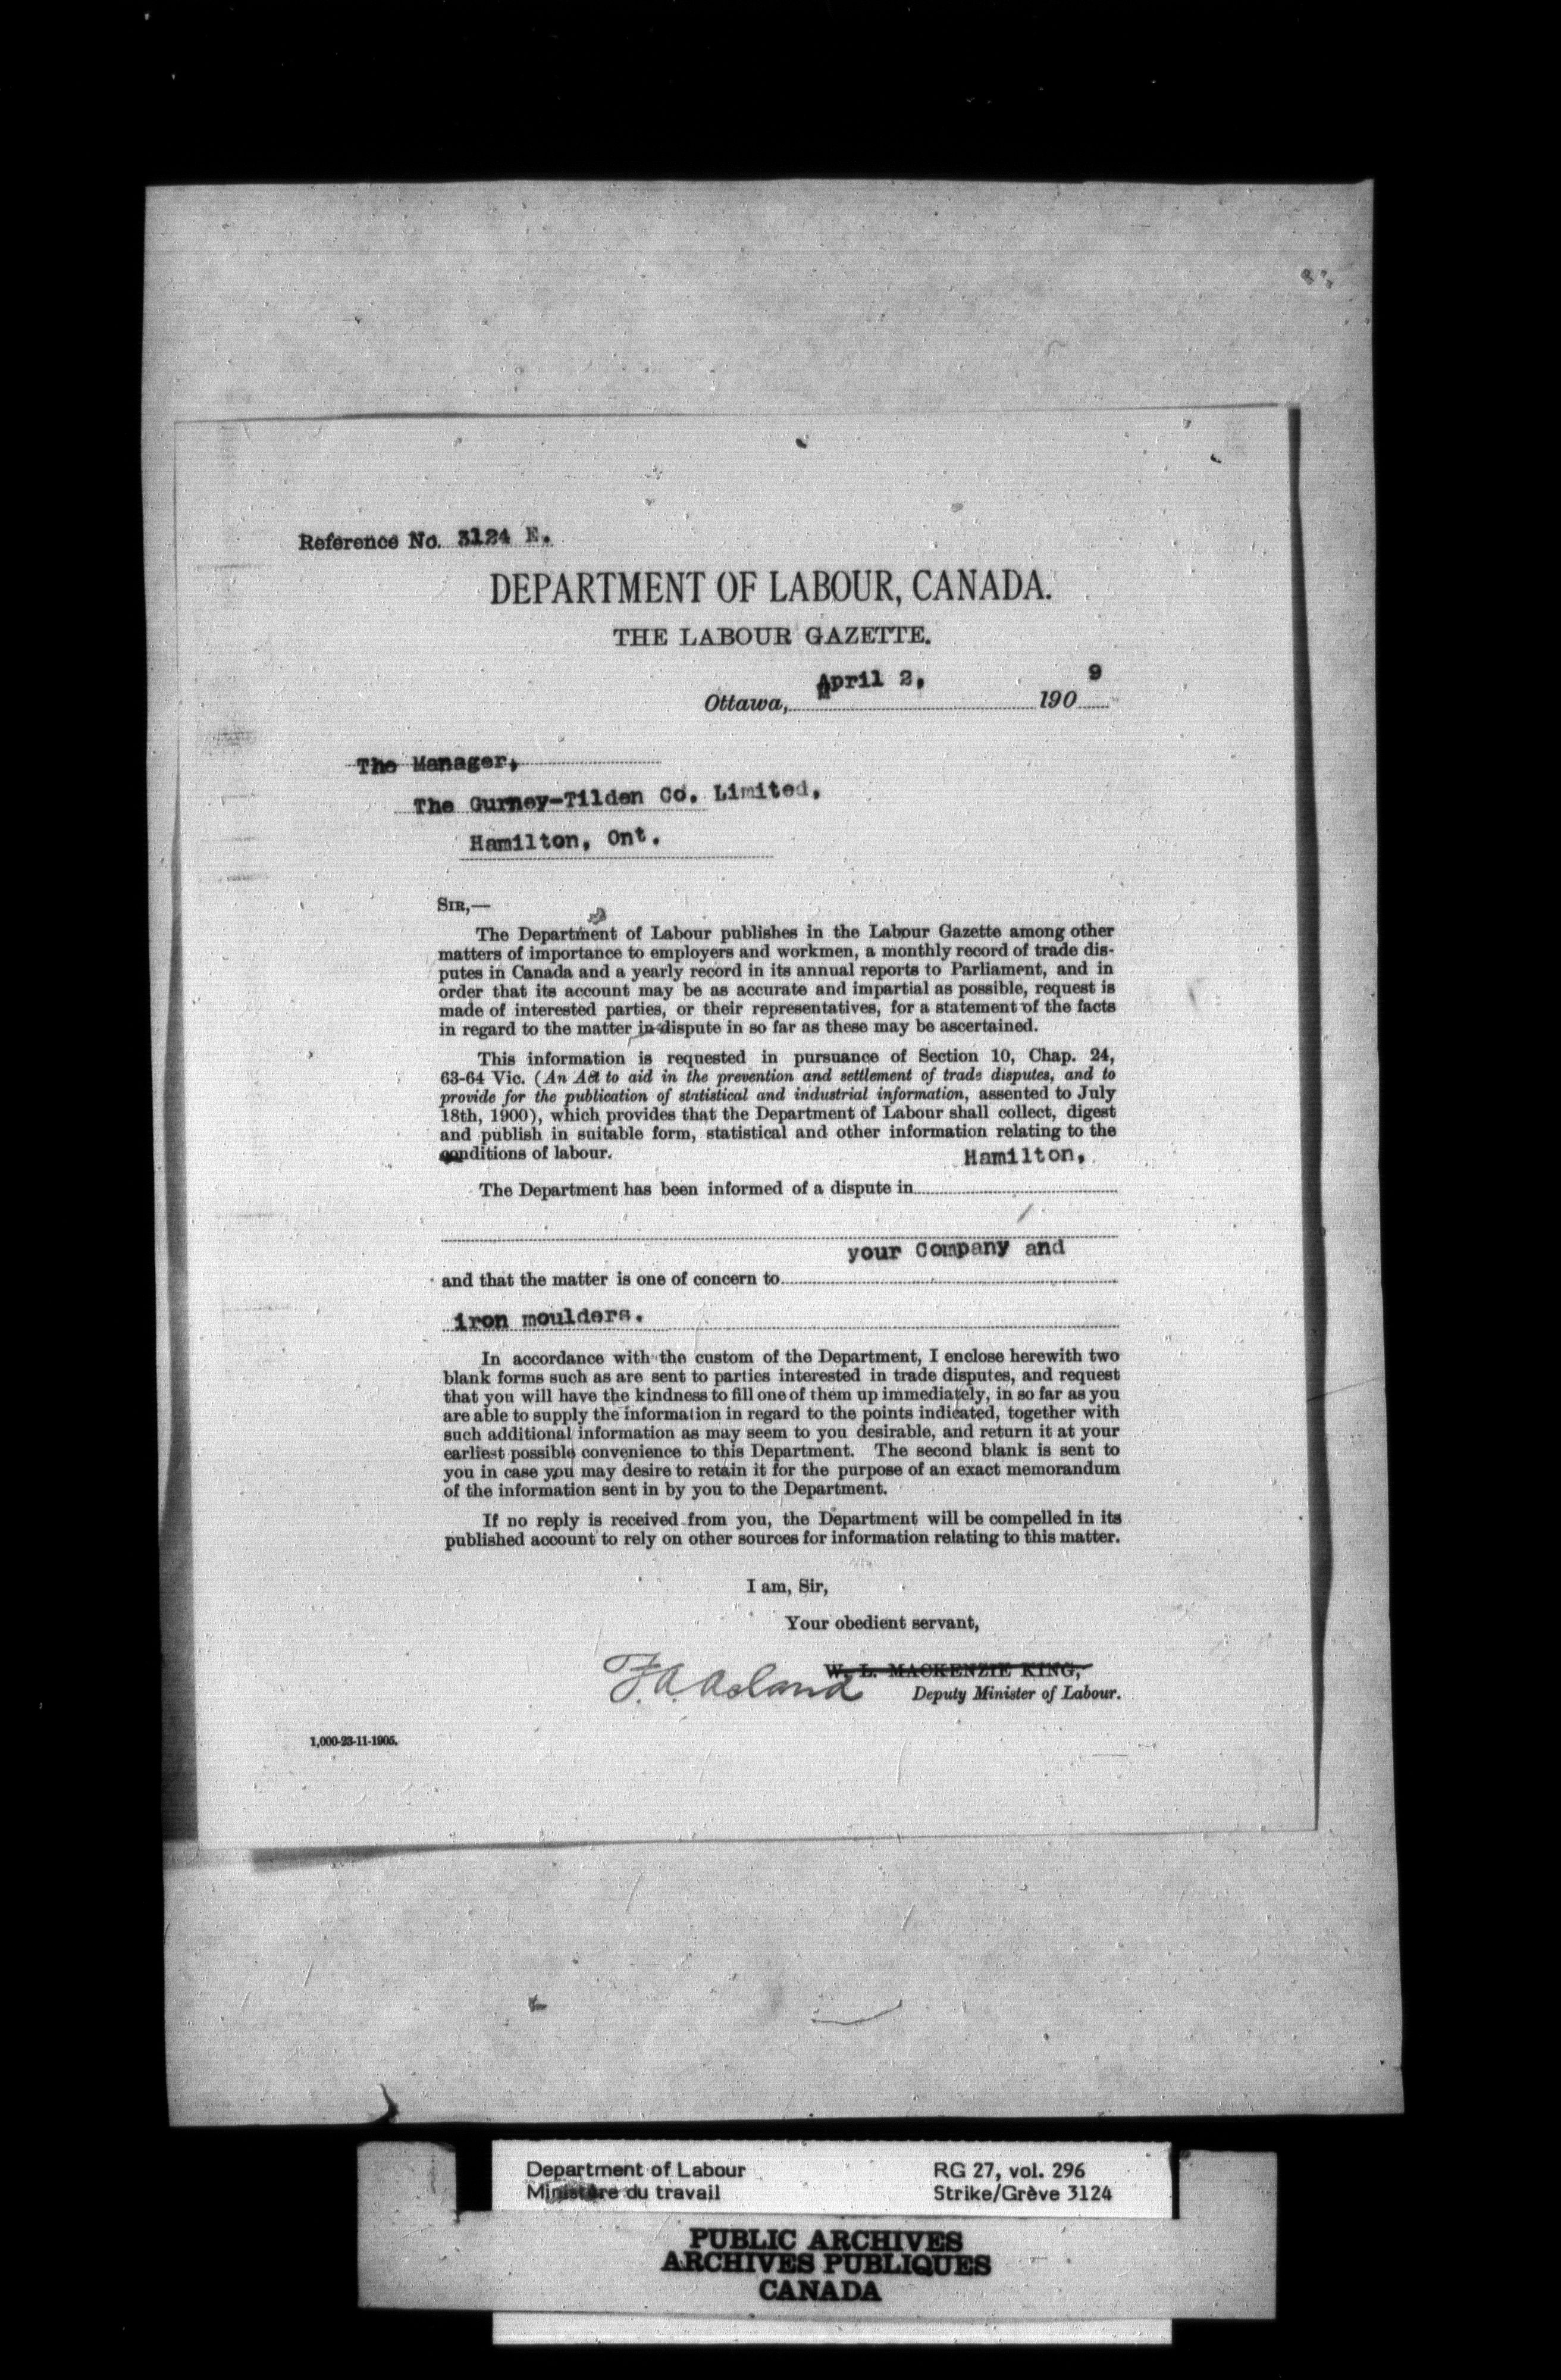 Reference No. 3124 E.
DEPARTMENT OF LABOUR, CANADA.
THE LABOUR GAZETTE.
Ottawa, April 2, 1909
The Manager,
The Gurney-Tilden Co. Limited,
Hamilton, Ont.
SIR,—
The Department of Labour publishes in the Labour Gazette among other
matters of importance to employers and workmen, a monthly record of trade dis-
putes in Canada and a yearly record in its annual reports to Parliament, and in
order that its account may be as accurate and impartial as possible, request is
made of interested parties, or their representatives, for a statement of the facts
in regard to the matter in dispute in so far as these may be ascertained.
This information is requested in pursuance of Section 10, Chap. 24,
63-64 Vic. (An Act to aid in the prevention and settlement of trade disputes, and to
provide for the publication of statistical and industrial information, assented to July
18th, 1900), which provides that the Department of Labour shall collect, digest
and publish in suitable form, statistical and other information relating to the
conditions of labour.
The Department has been informed of a dispute in Hamilton,
and that the matter is one of concern to your Company and
iron moulders.
In accordance with the custom of the Department, I enclose herewith two
blank forms such as are sent to parties interested in trade disputes, and request
that you will have the kindness to fill one of them up immediately, in so far as you
are able to supply the information in regard to the points indicated, together with
such additional information as may seem to you desirable, and return it at your
earliest possible convenience to this Department. The second blank is sent to
you in case you may desire to retain it for the purpose of an exact memorandum
of the information sent in by you to the Department.
If no reply is received from you, the Department will be compelled in its
published account to rely on other sources for information relating to this matter.
I am, Sir,
Your obedient servant,
W. L. MACKENZIE KING,
F.A. Acland Deputy Minister of Labour.
1,000-23-11-1905.
Department of Labour RG 27, vol. 296
Ministère du travail Strike/Grève 3124
PUBLIC ARCHIVES
ARCHIVES PUBLIQUES
CANADA